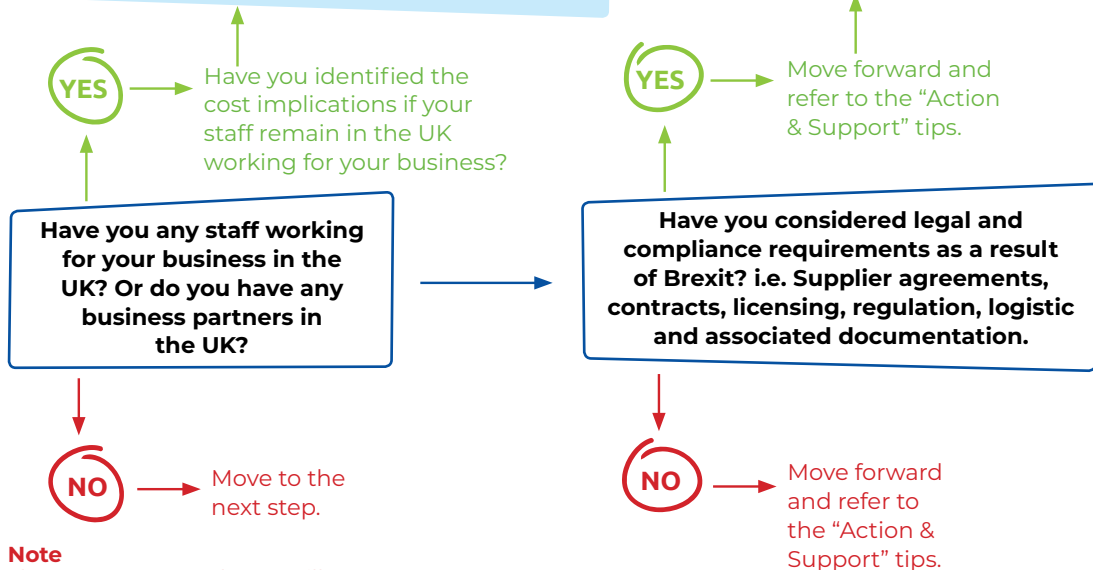 YES
Have you identified the
cost implications if your
staff remain in the UK
working for your business?
YES
Move forward and
refer to the “Action
& Support” tips.
Have you any staff working
for your business in the
UK? Or do you have any
business partners in
the UK?
Have you considered legal and
compliance requirements as a result
of Brexit? i.e. Supplier agreements,
contracts, licensing, regulation, logistic
and associated documentation.
NO
Move to the
next step.
NO
Move forward
and refer to
the “Action &
Support” tips.
Note